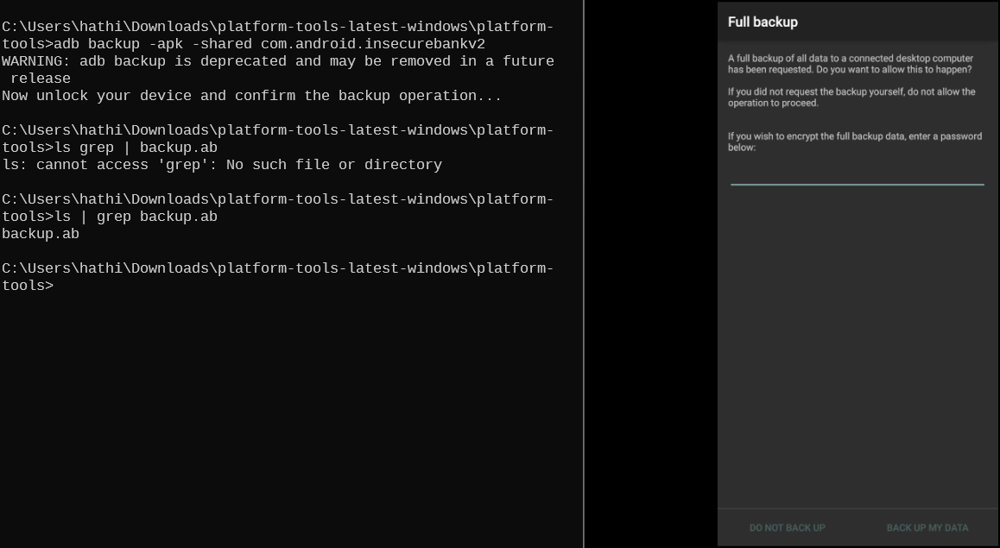 C:\Users\hathi\Downloads\platform-tools-latest-windows\platform-
tools>adb backup -apk -shared com.android.insecurebankv2
WARNING: adb backup is deprecated and may be removed in a future
 release
Now unlock your device and confirm the backup operation...
C:\Users\hathi\Downloads\platform-tools-latest-windows\platform-
tools>ls grep | backup.ab
ls: cannot access 'grep': No such file or directory
C:\Users\hathi\Downloads\platform-tools-latest-windows\platform-
tools>ls | grep backup.ab
backup.ab
C:\Users\hathi\Downloads\platform-tools-latest-windows\platform-
tools>
Full backup
A full backup of all data to a connected desktop computer
has been requested. Do you want to allow this to happen?
If you did not request the backup yourself, do not allow the
operation to proceed.
If you wish to encrypt the full backup data, enter a password
below:
DO NOT BACK UP
BACK UP MY DATA